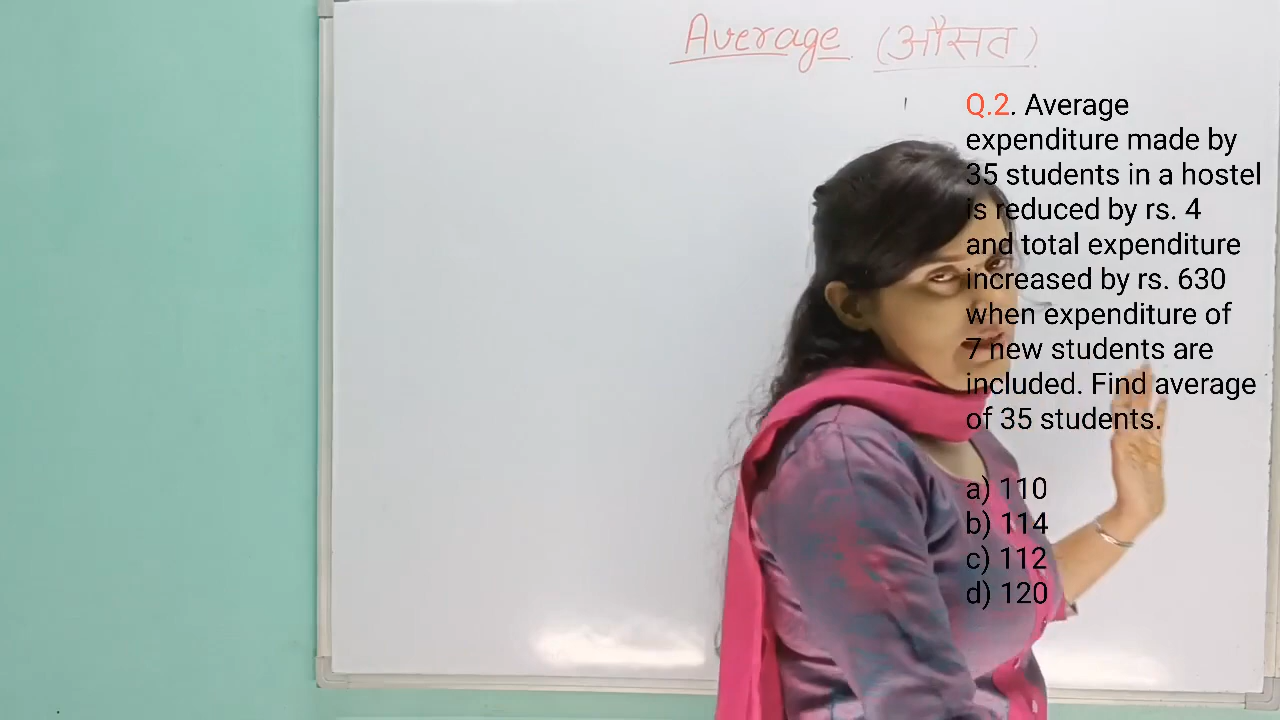 Average (औसत)
Q.2. Average
expenditure made by
35 students in a hostel
is reduced by rs. 4
and total expenditure
increased by rs. 630
when expenditure of
7 new students are
included. Find average
of 35 students.
a) 110
b) 114
c) 112
d) 120